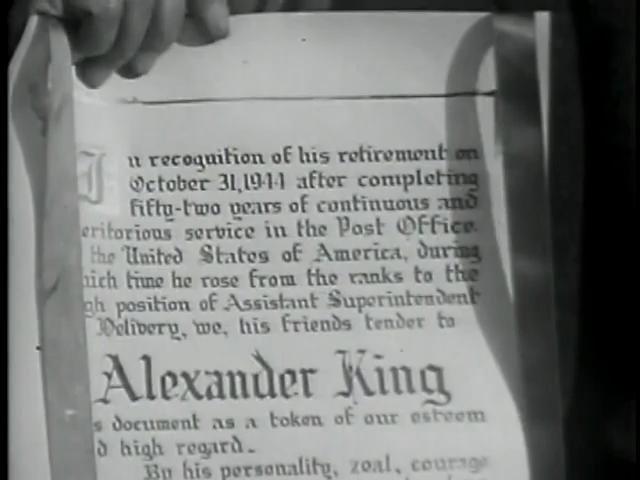 In recognition of his retirement on
October 31, 1944 after completing
fifty-two years of continuous and
eritorious service in the Post Office
the United States of America, during
hich time he rose from the ranks to the
gh position of Assistant Superintendent
Delivery, we, his friends tender to
Alexander King
s document as a token of our esteem
d high regard.
By his personality, zeal, courage